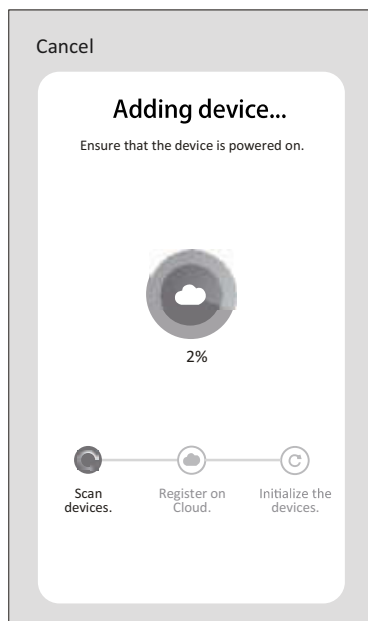 Cancel
Adding device...
Ensure that the device is powered on.
2%
Scan
devices.
Register on
Cloud.
Initialize the
devices.